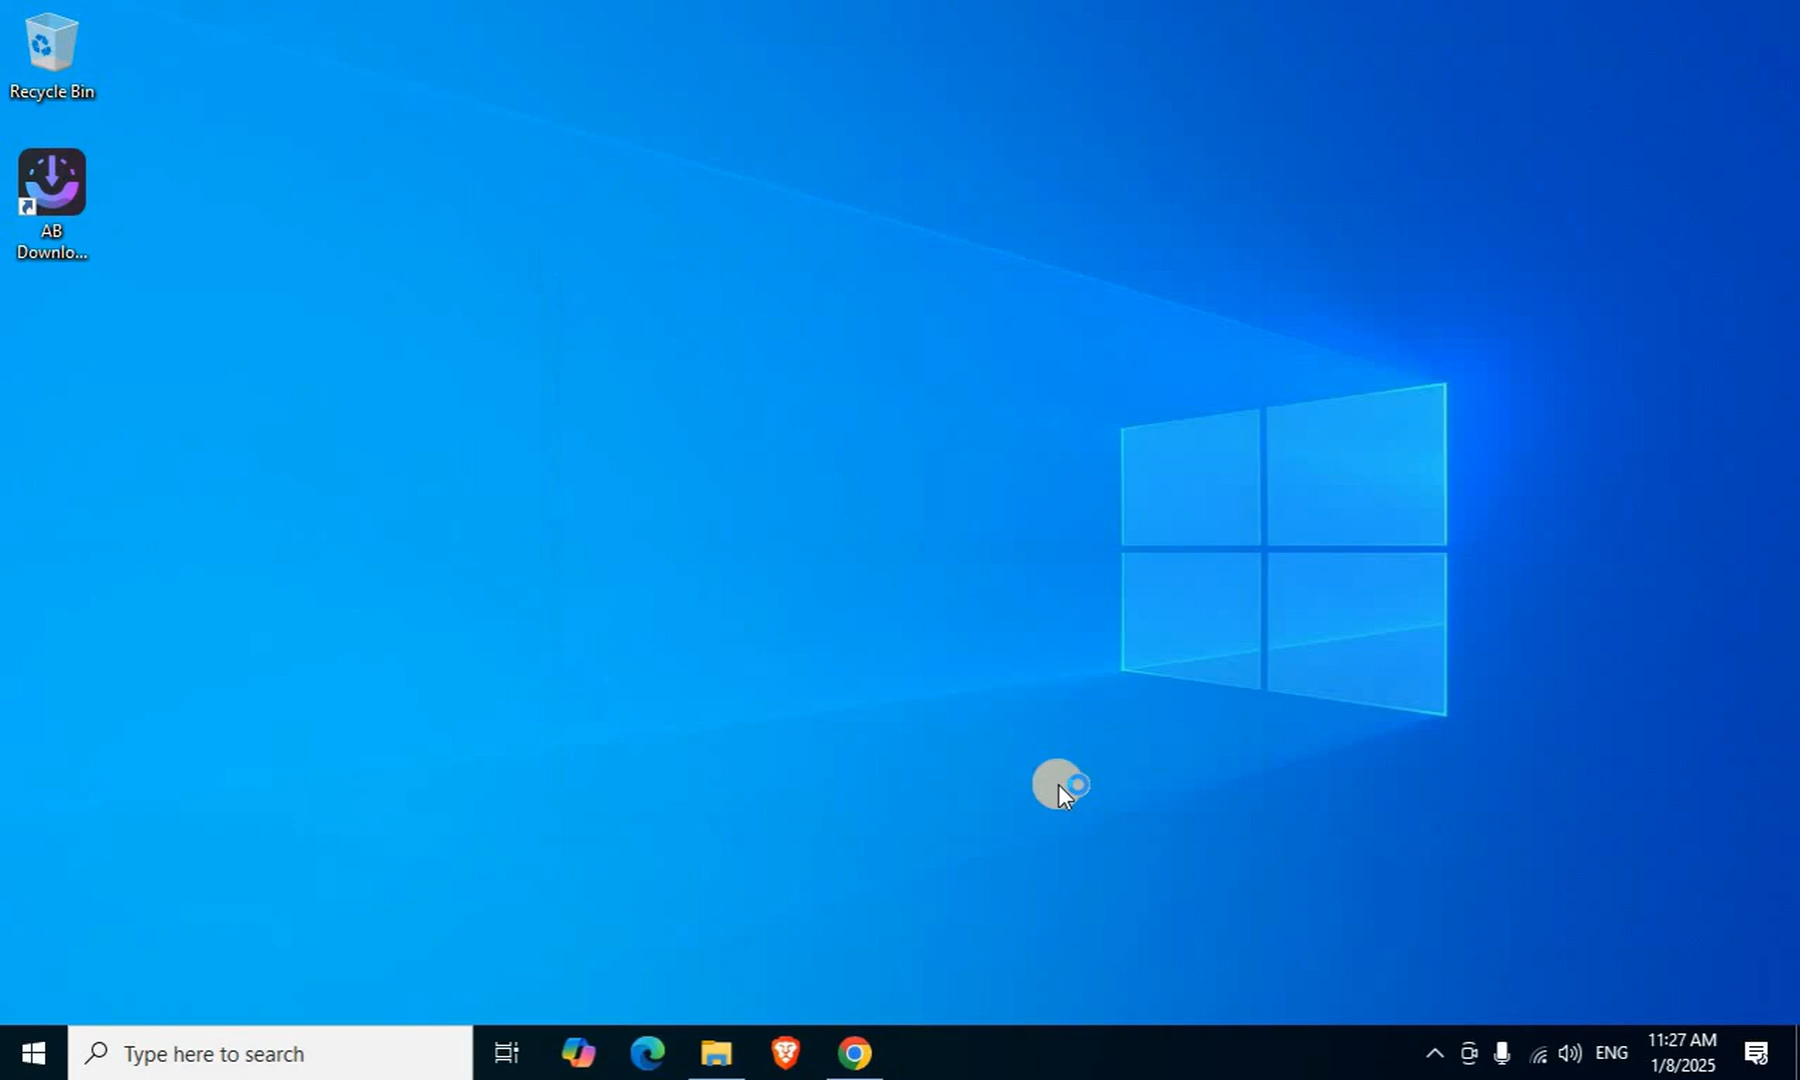 Recycle Bin
AB
Downlo...
Type here to search
ENG
11:27 AM
1/8/2025